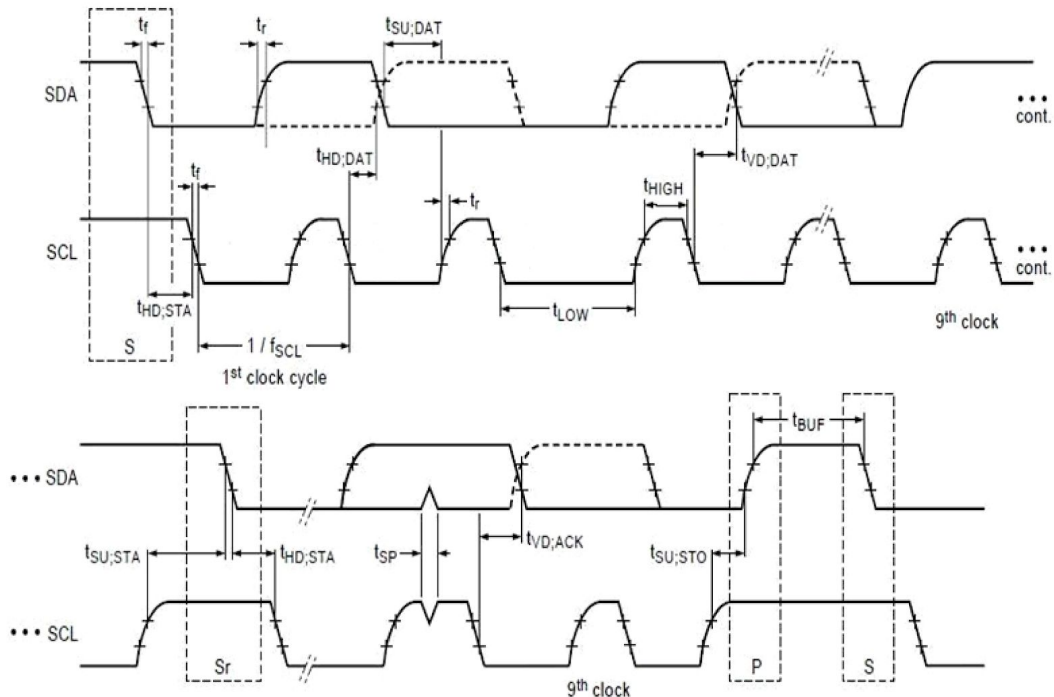 tf
tr
tSU;DAT
SDA
cont.
tHD;DAT
tVD;DAT
tf
tr
tHIGH
SCL
cont.
tHD;STA
tLOW
9th clock
S
1 / fSCL
1st clock cycle
tBUF
SDA
tSU;STA
tHD;STA
tSP
tVD;ACK
tSU;STO
SCL
Sr
P
S
9th clock